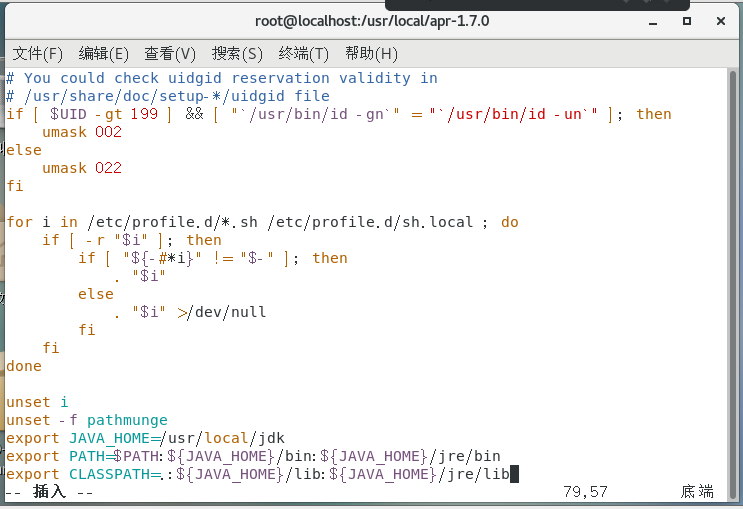 root@localhost:/usr/local/apr-1.7.0
文件(F) 编辑(E) 查看(V) 搜索(S) 终端(T) 帮助(H)
# You could check uidgid reservation validity in
# /usr/share/doc/setup-*/uidgid file
if [ $UID -gt 199 ] && [ "`/usr/bin/id -gn`" = "`/usr/bin/id -un`" ]; then
    umask 002
else
    umask 022
fi

for i in /etc/profile.d/*.sh /etc/profile.d/sh.local ; do
    if [ -r "$i" ]; then
        if [ "${-#*i}" != "$-" ]; then
            . "$i"
        else
            . "$i" >/dev/null
        fi
    fi
done

unset i
unset -f pathmunge
export JAVA_HOME=/usr/local/jdk
export PATH=$PATH:${JAVA_HOME}/bin:${JAVA_HOME}/jre/bin
export CLASSPATH=.:${JAVA_HOME}/lib:${JAVA_HOME}/jre/lib
-- 插入 -- 79,57 底端